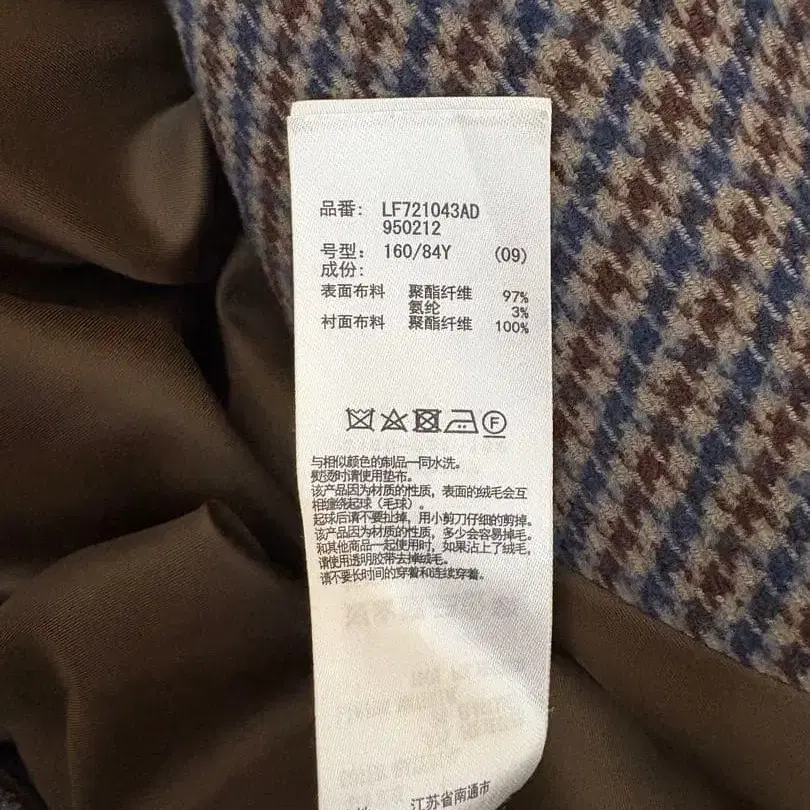 品番: LF721043AD
950212
号型: 160/84Y (09)
成份:
表面布料 聚酯纤维 97%
氨纶 3%
衬面布料 聚酯纤维 100%
F
与相似颜色的制品一同水洗。
熨烫时请使用垫布。
该产品因为材质的性质，表面的绒毛会互
相缠绕起球（毛球）。
起球后请不要扯掉，用小剪刀仔细的剪掉。
该产品因为材质的性质，多少会容易掉毛。
和其他商品一起使用时，如果沾上了绒毛，
请使用透明胶带去掉绒毛。
请不要长时间的穿着和连续穿着。
江苏省南通市